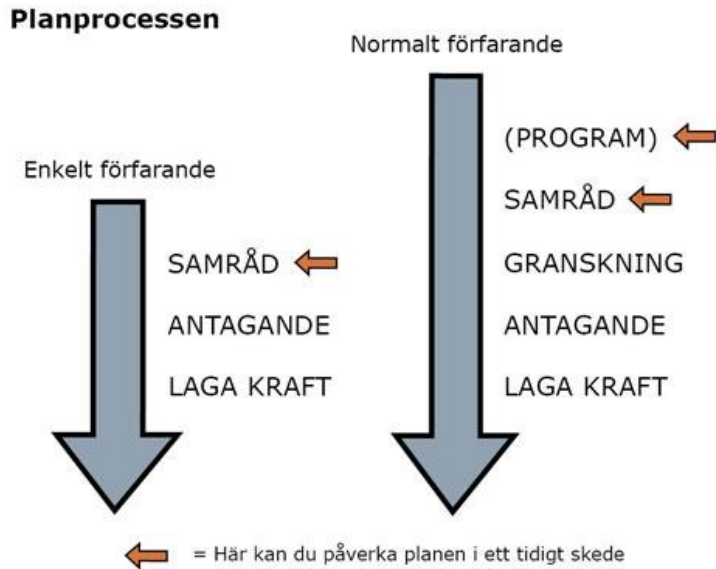 Planprocessen
Enkelt förfarande
SAMRÅD
ANTAGANDE
LAGA KRAFT
Normalt förfarande
(PROGRAM)
SAMRÅD
GRANSKNING
ANTAGANDE
LAGA KRAFT
= Här kan du påverka planen i ett tidigt skede